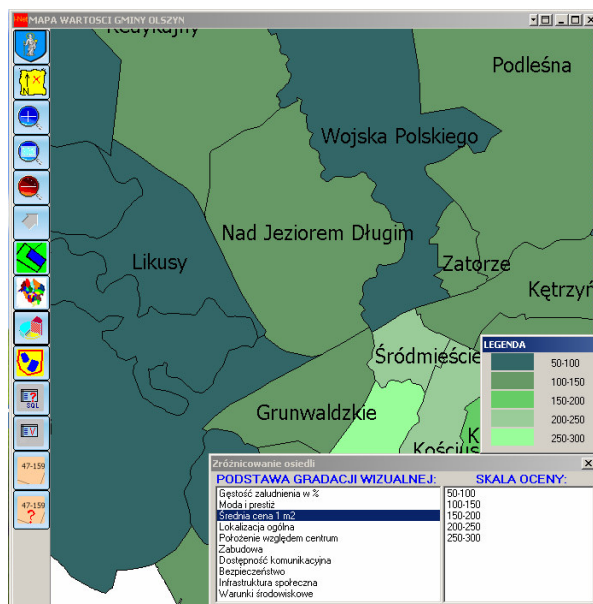 MAPA WARTOSCI GMINY OLSZYN
Redykajny
Podleśna
Wojska Polskiego
Nad Jeziorem Długim
Likusy
Zatorze
Kętrzyń
LEGENDA
50-100
100-150
150-200
200-250
250-300
Śródmieście
Grunwaldzkie
Kościus
K
SQL
47-159
47-159
?
Zróżnicowanie osiedli
PODSTAWA GRADACJI WIZUALNEJ:
SKALA OCENY:
Gęstość zaludnienia w %
Moda i prestiż
Średnia cena 1 m2
Lokalizacja ogólna
Położenie względem centrum
Zabudowa
Dostępność komunikacyjna
Bezpieczeństwo
Infrastruktura społeczna
Warunki środowiskowe
50-100
100-150
150-200
200-250
250-300